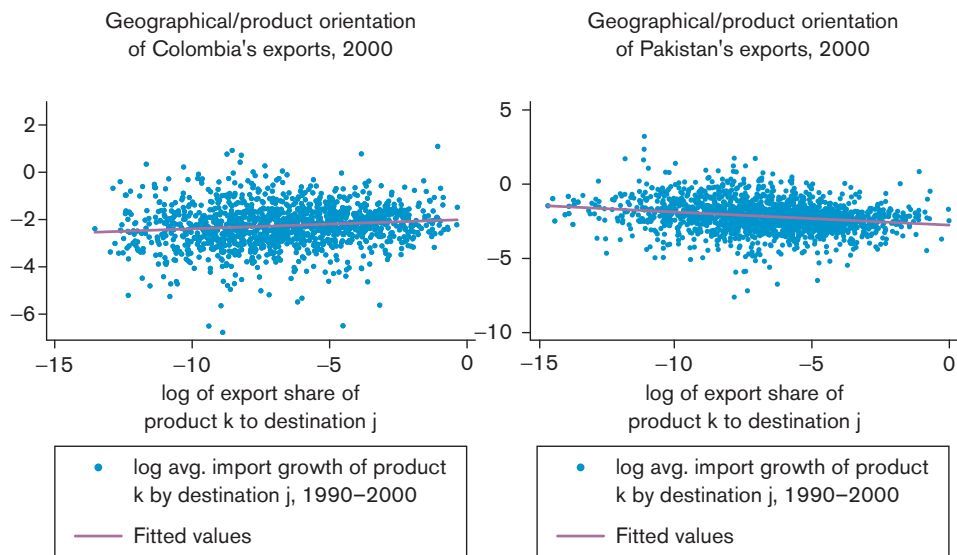 Geographical/product orientation
of Colombia's exports, 2000
2
0
−2
−4
−6
−15
−10
−5
0
log of export share of
product k to destination j
log avg. import growth of product
k by destination j, 1990–2000
Fitted values
Geographical/product orientation
of Pakistan's exports, 2000
5
0
−5
−10
−15
−10
−5
0
log of export share of
product k to destination j
log avg. import growth of product
k by destination j, 1990–2000
Fitted values